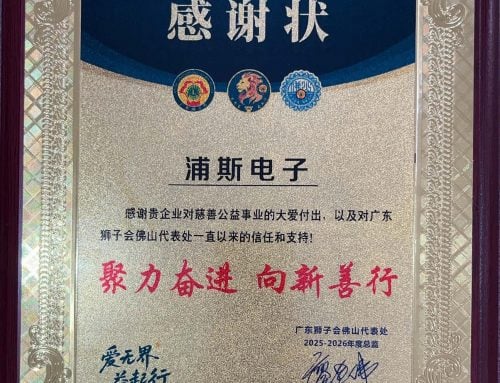 感谢状
浦斯电子
感谢贵企业对慈善公益事业的大爱付出，以及对广东
狮子会佛山代表处一直以来的信任和支持!
聚力奋进 向新善行
广东狮子会佛山代表处
2025-2026年度总监
爱无界
益起行